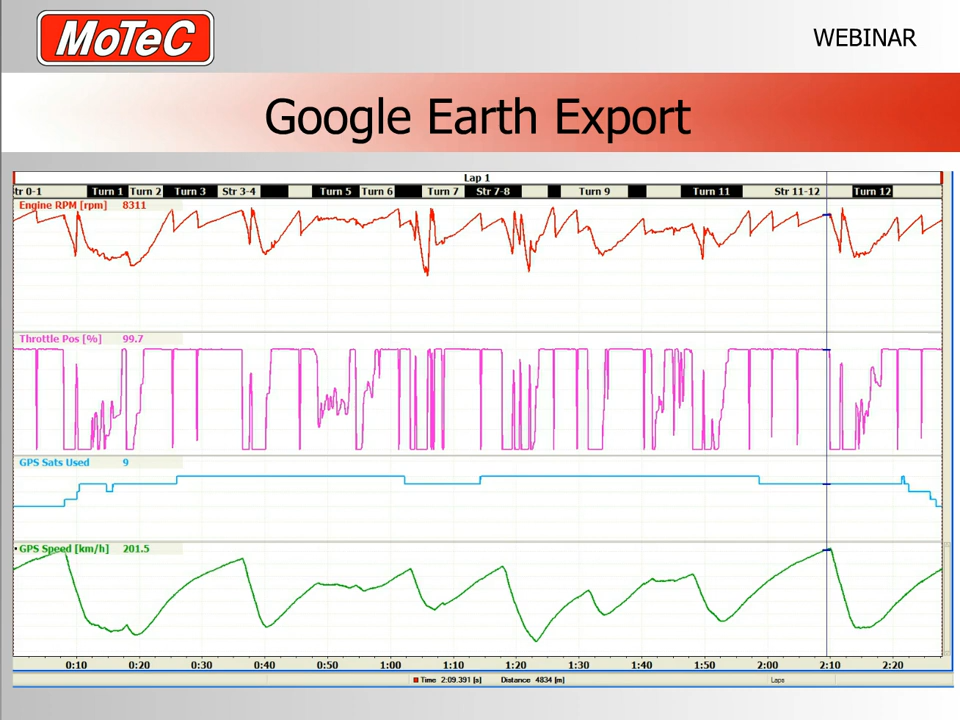 MoTeC
WEBINAR
Google Earth Export
Lap 1
Str 0-1 Turn 1 Turn 2 Turn 3 Str 3-4 Turn 5 Turn 6 Turn 7 Str 7-8 Turn 9 Turn 11 Str 11-12 Turn 12
Engine RPM [rpm] 8311
Throttle Pos [%] 99.7
GPS Sats Used 9
GPS Speed [km/h] 201.5
0:10 0:20 0:30 0:40 0:50 1:00 1:10 1:20 1:30 1:40 1:50 2:00 2:10 2:20
Time 2:09.391 [s] Distance 4834 [m] Laps